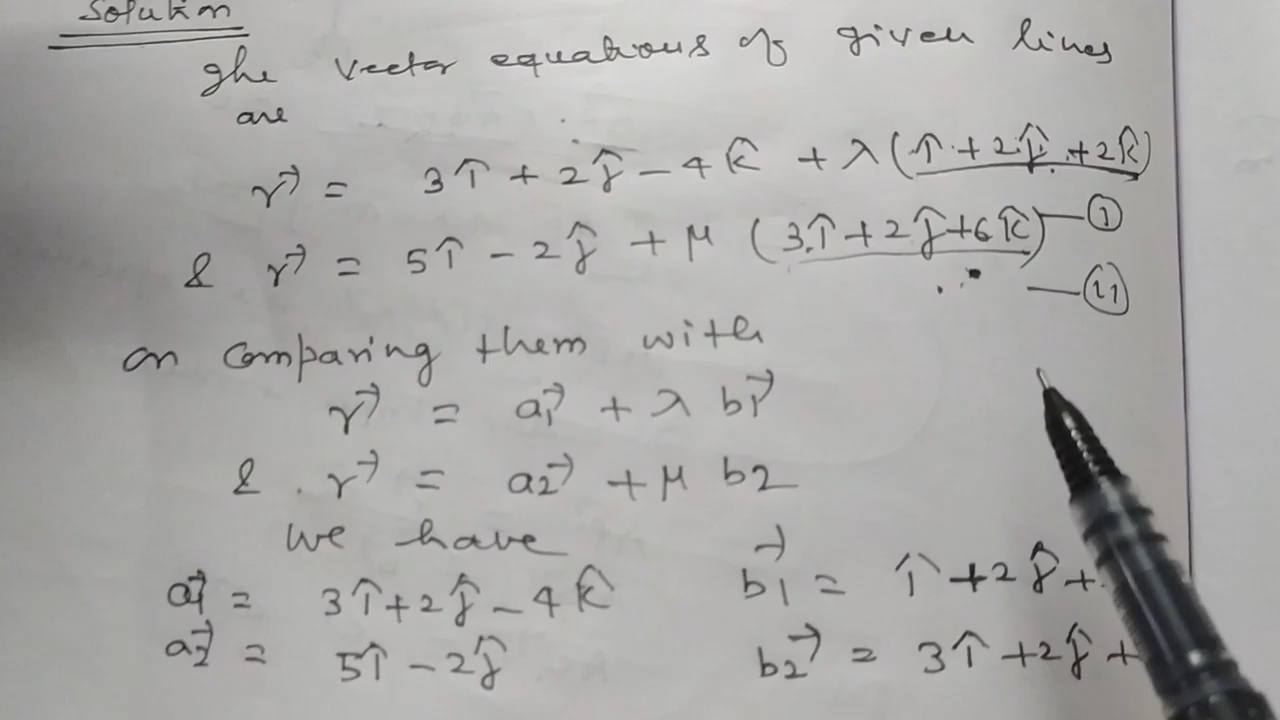 Solution
The vector equations of given lines
are
r⃗ = 3î + 2ĵ - 4k̂ + λ (î + 2ĵ + 2k̂)
—①
& r⃗ = 5î - 2ĵ + μ (3î + 2ĵ + 6k̂)
—(ii)
on comparing them with
r⃗ = a₁⃗ + λ b₁⃗
& r⃗ = a₂⃗ + μ b2
we have
a₁⃗ = 3î + 2ĵ - 4k̂ b₁⃗ = î + 2ĵ +
a₂⃗ = 5î - 2ĵ b₂⃗ = 3î + 2ĵ +